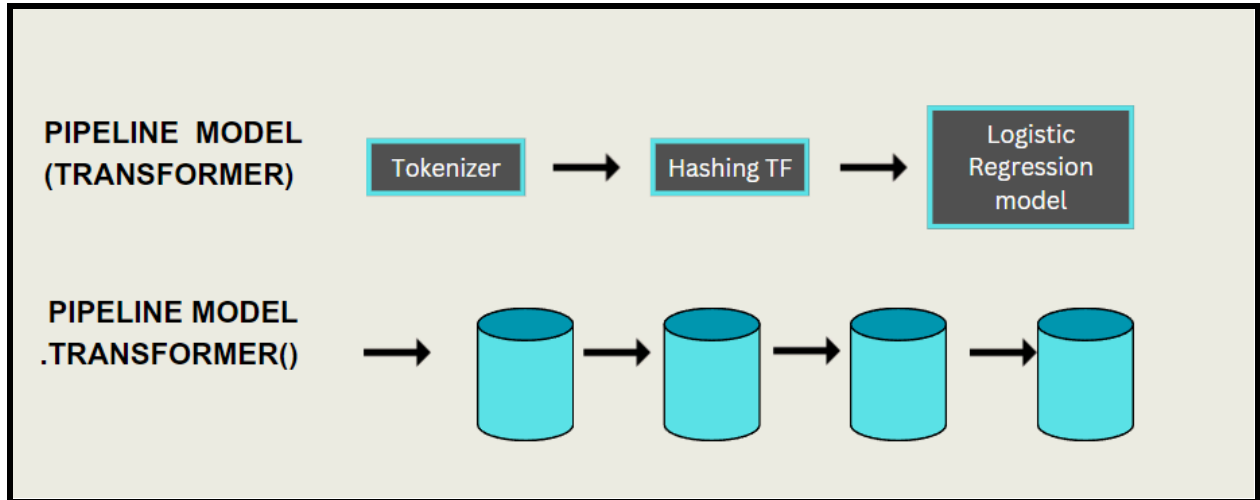 PIPELINE MODEL
(TRANSFORMER)
Tokenizer
Hashing TF
Logistic
Regression
model
PIPELINE MODEL
.TRANSFORMER()